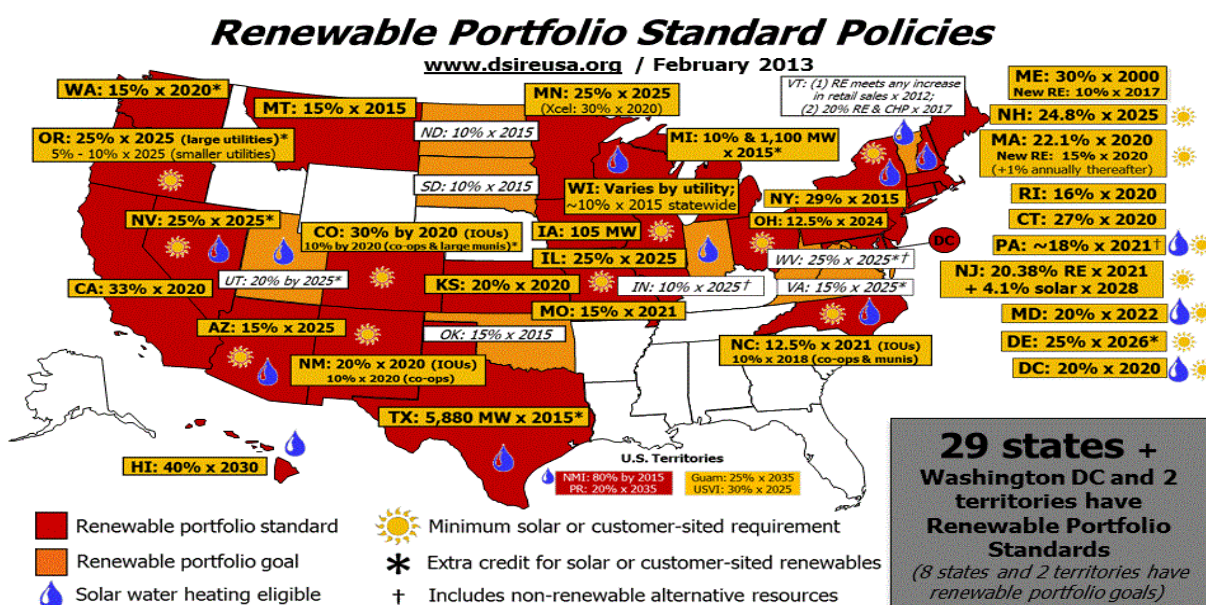 Renewable Portfolio Standard Policies
www.dsireusa.org / February 2013
WA: 15% x 2020*
MT: 15% x 2015
MN: 25% x 2025
(Xcel: 30% x 2020)
VT: (1) RE meets any increase
in retail sales x 2012;
(2) 20% RE & CHP x 2017
ME: 30% x 2000
New RE: 10% x 2017
OR: 25% x 2025 (large utilities)*
5% - 10% x 2025 (smaller utilities)
ND: 10% x 2015
MI: 10% & 1,100 MW
x 2015*
NH: 24.8% x 2025
MA: 22.1% x 2020
New RE: 15% x 2020
(+1% annually thereafter)
SD: 10% x 2015
WI: Varies by utility;
~10% x 2015 statewide
NY: 29% x 2015
RI: 16% x 2020
NV: 25% x 2025*
CO: 30% by 2020 (IOUs)
10% by 2020 (co-ops & large munis)*
IA: 105 MW
OH: 12.5% x 2024
CT: 27% x 2020
DC
PA: ~18% x 2021†
UT: 20% by 2025*
IL: 25% x 2025
WV: 25% x 2025*†
NJ: 20.38% RE x 2021
+ 4.1% solar x 2028
CA: 33% x 2020
KS: 20% x 2020
IN: 10% x 2025†
VA: 15% x 2025*
MO: 15% x 2021
MD: 20% x 2022
AZ: 15% x 2025
OK: 15% x 2015
DE: 25% x 2026*
NM: 20% x 2020 (IOUs)
10% x 2020 (co-ops)
NC: 12.5% x 2021 (IOUs)
10% x 2018 (co-ops & munis)
DC: 20% x 2020
TX: 5,880 MW x 2015*
HI: 40% x 2030
U.S. Territories
NMI: 80% by 2015
PR: 20% x 2035
Guam: 25% x 2035
USVI: 30% x 2025
29 states +
Washington DC and 2
territories have
Renewable Portfolio
Standards
(8 states and 2 territories have
renewable portfolio goals)
Renewable portfolio standard
Minimum solar or customer-sited requirement
Renewable portfolio goal
* Extra credit for solar or customer-sited renewables
Solar water heating eligible
† Includes non-renewable alternative resources